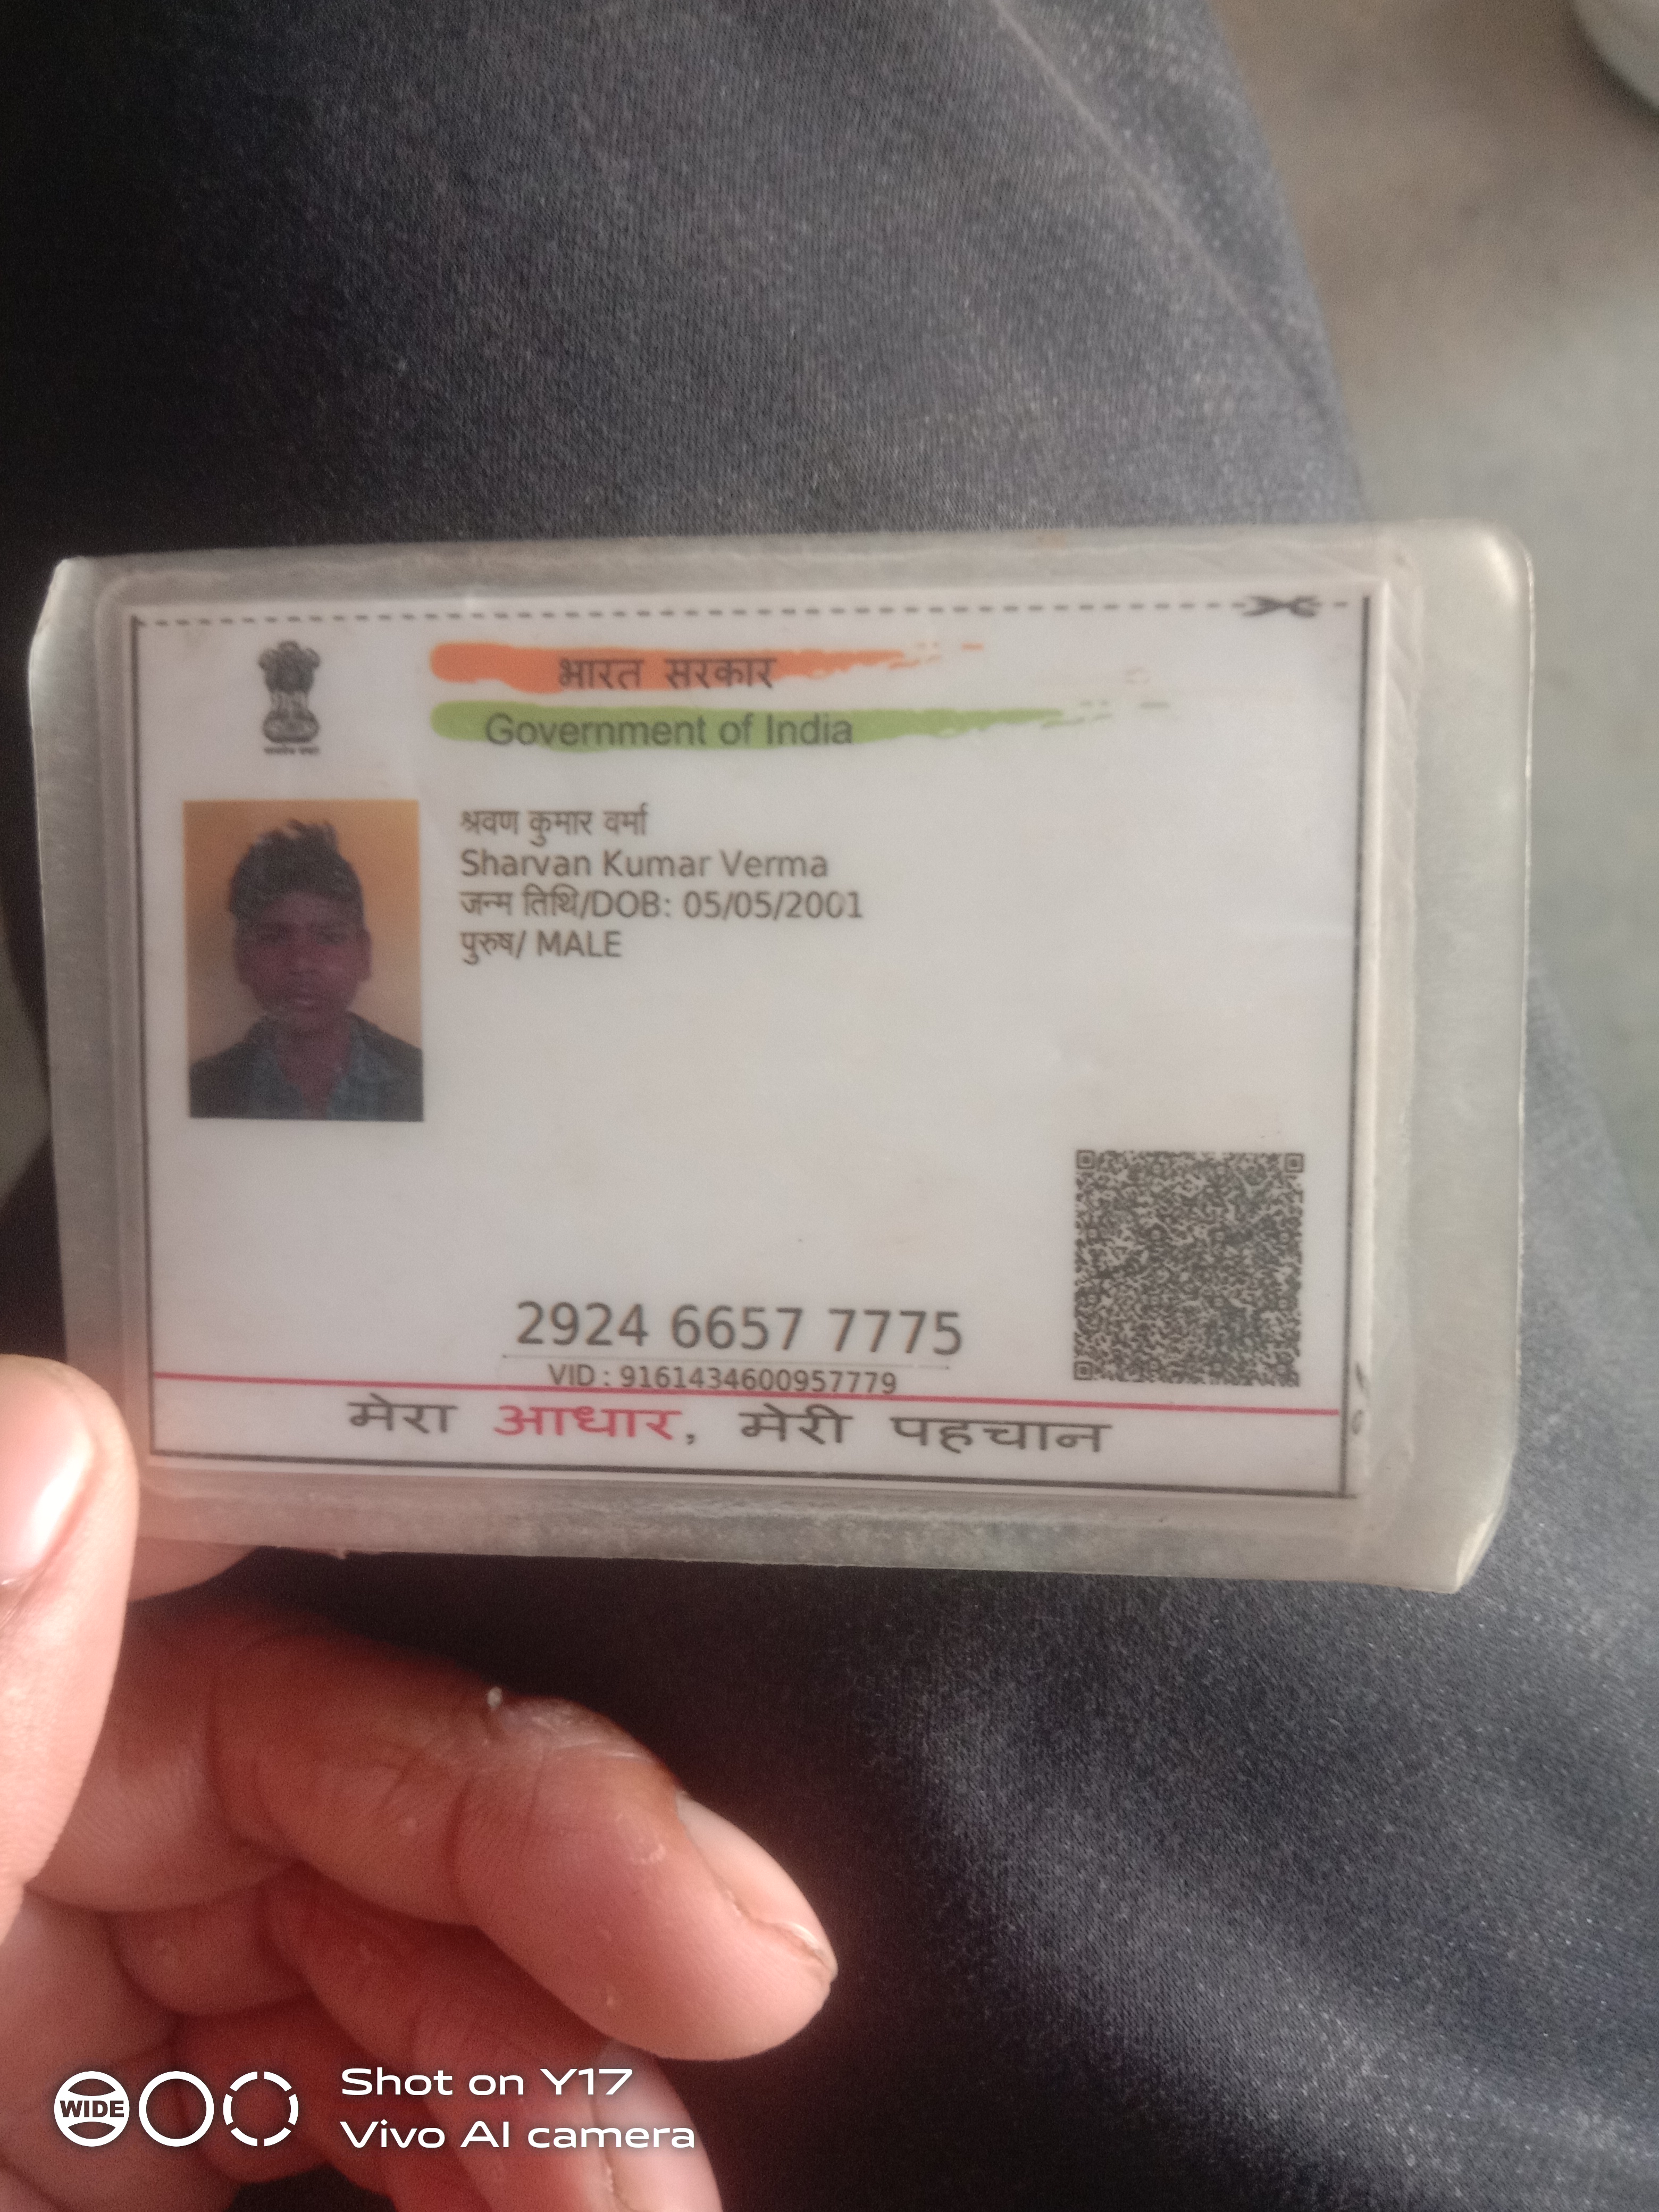 भारत सरकार
Government of India
श्रवण कुमार वर्मा
Sharvan Kumar Verma
जन्म तिथि/DOB: 05/05/2001
पुरुष/ MALE
2924 6657 7775
VID : 9161434600957779
मेरा आधार, मेरी पहचान
WIDE
Shot on Y17
Vivo AI camera